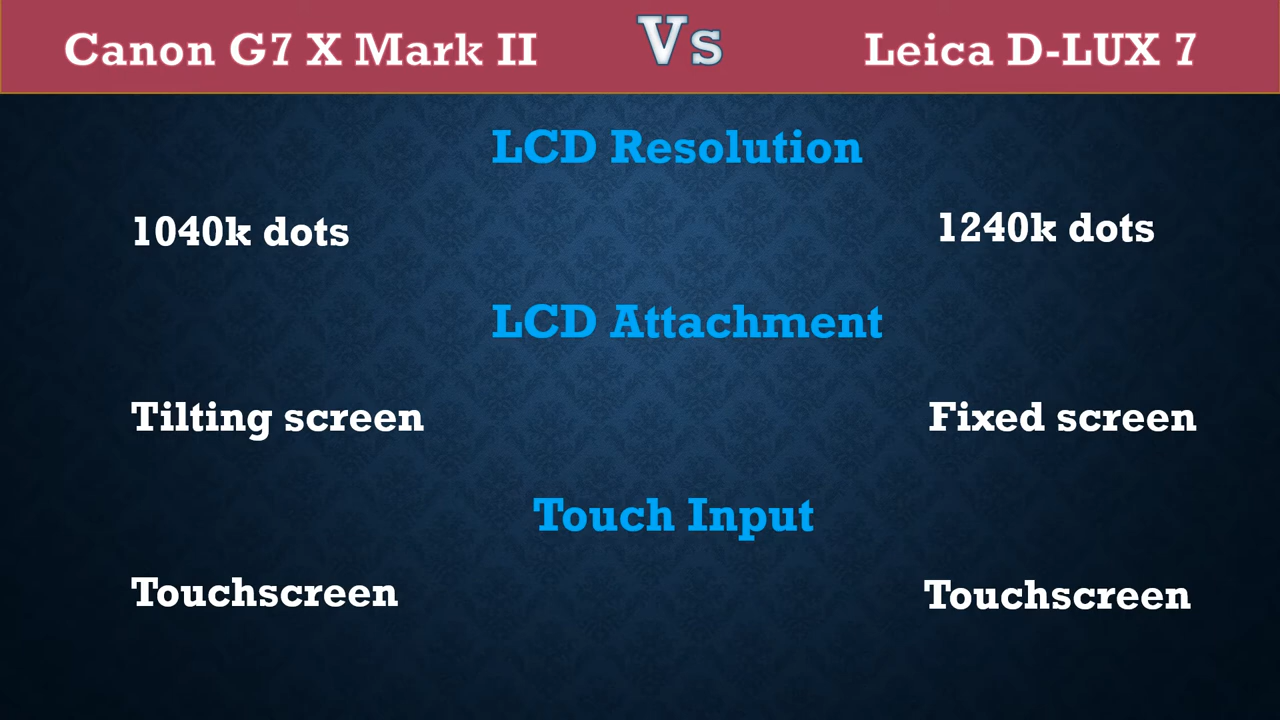 Canon G7 X Mark II Vs Leica D-LUX 7
LCD Resolution
1040k dots 1240k dots
LCD Attachment
Tilting screen Fixed screen
Touch Input
Touchscreen Touchscreen